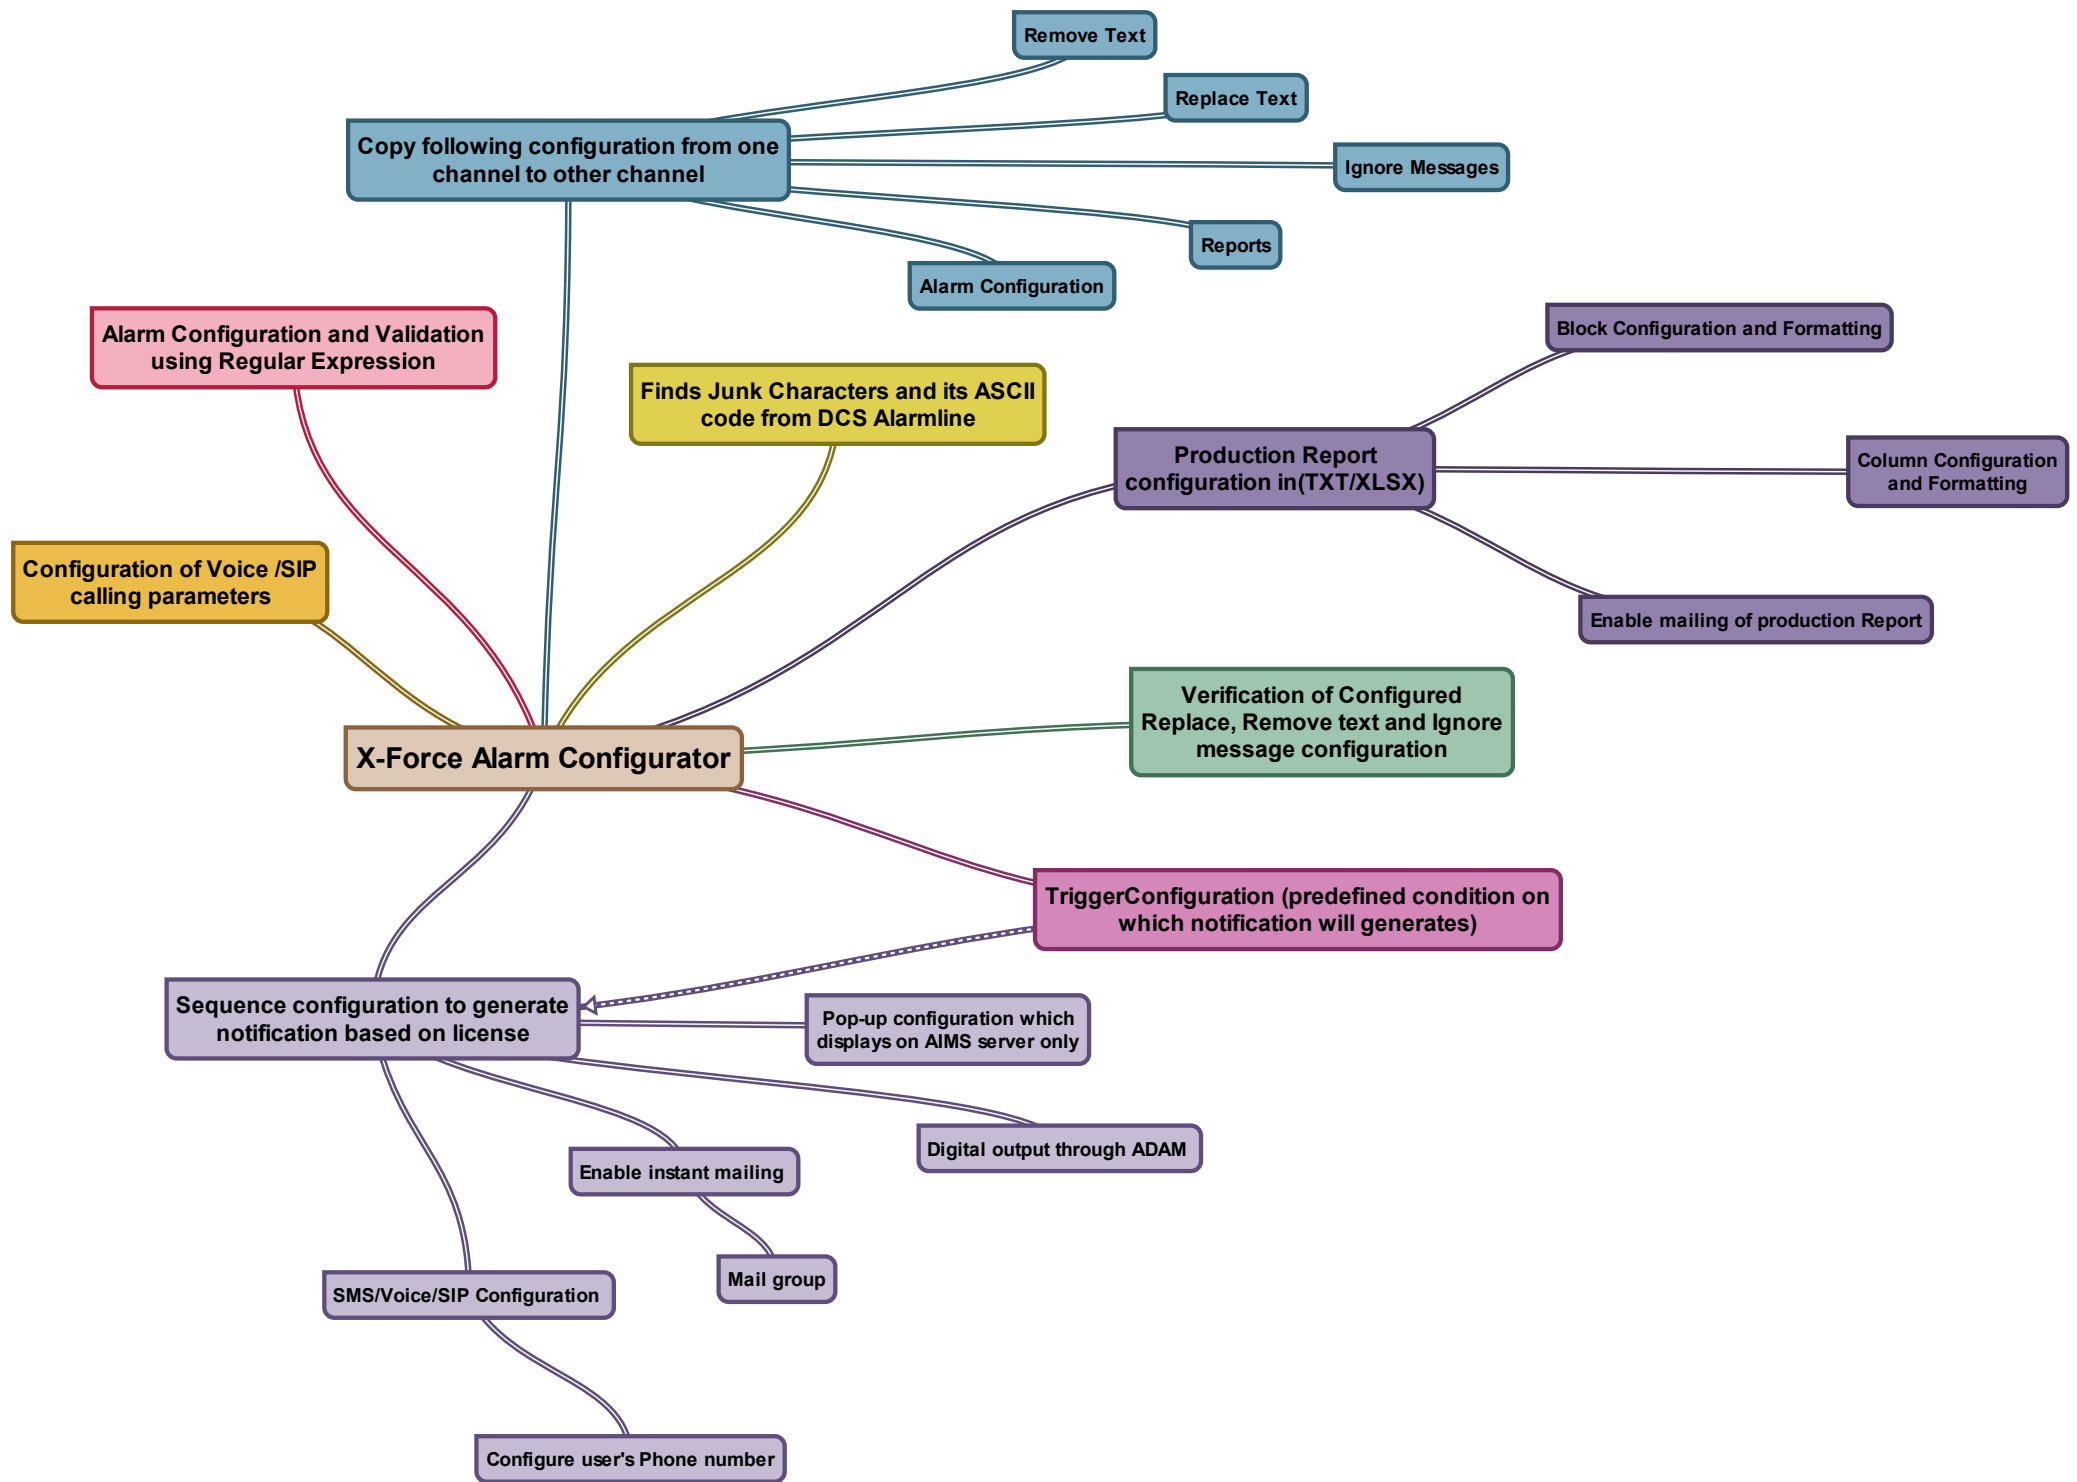 Remove Text
Replace Text
Copy following configuration from one
channel to other channel
Ignore Messages
Reports
Alarm Configuration
Alarm Configuration and Validation
using Regular Expression
Block Configuration and Formatting
Finds Junk Characters and its ASCII
code from DCS Alarmline
Production Report
configuration in(TXT/XLSX)
Column Configuration
and Formatting
Configuration of Voice /SIP
calling parameters
Enable mailing of production Report
Verification of Configured
Replace, Remove text and Ignore
message configuration
X-Force Alarm Configurator
TriggerConfiguration (predefined condition on
which notification will generates)
Sequence configuration to generate
notification based on license
Pop-up configuration which
displays on AIMS server only
Digital output through ADAM
Enable instant mailing
Mail group
SMS/Voice/SIP Configuration
Configure user's Phone number